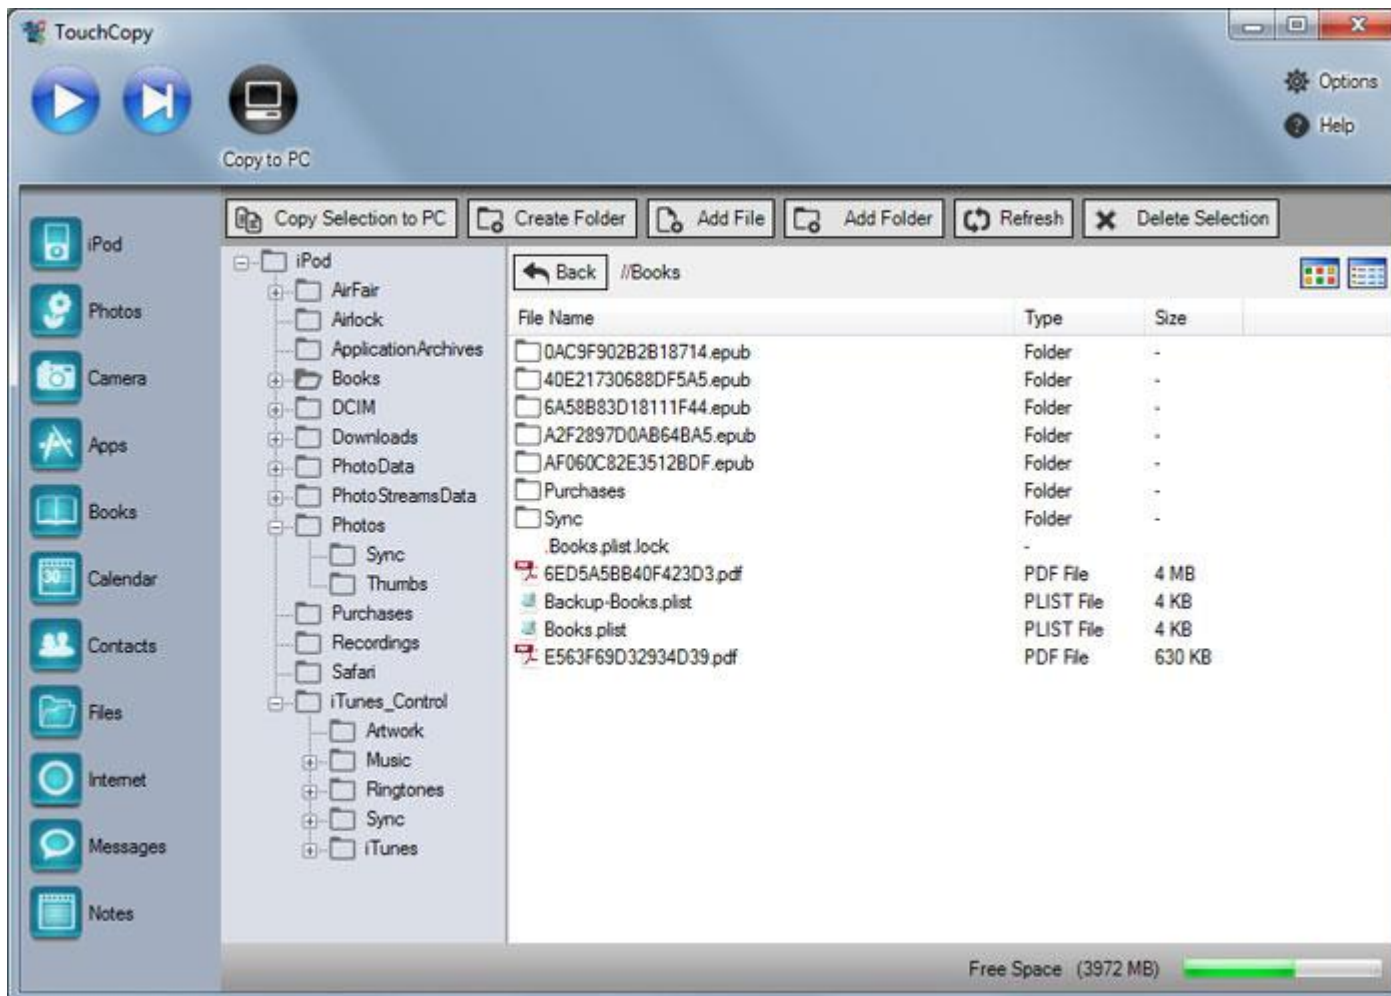 TouchCopy
Options
Help
Copy to PC
Copy Selection to PC Create Folder Add File Add Folder Refresh Delete Selection
iPod
Photos
Camera
Apps
Books
30
Calendar
Contacts
Files
Internet
Messages
Notes
iPod
AirFair
Airlock
ApplicationArchives
Books
DCIM
Downloads
PhotoData
PhotoStreamsData
Photos
Sync
Thumbs
Purchases
Recordings
Safari
iTunes_Control
Artwork
Music
Ringtones
Sync
iTunes
Back //Books
File Name Type Size
0AC9F902B2B18714.epub Folder -
40E21730688DF5A5.epub Folder -
6A58B83D18111F44.epub Folder -
A2F2897D0AB64BA5.epub Folder -
AF060C82E3512BDF.epub Folder -
Purchases Folder -
Sync Folder -
.Books.plist.lock -
6ED5A5BB40F423D3.pdf PDF File 4 MB
Backup-Books.plist PLIST File 4 KB
Books.plist PLIST File 4 KB
E563F69D32934D39.pdf PDF File 630 KB
Free Space (3972 MB)